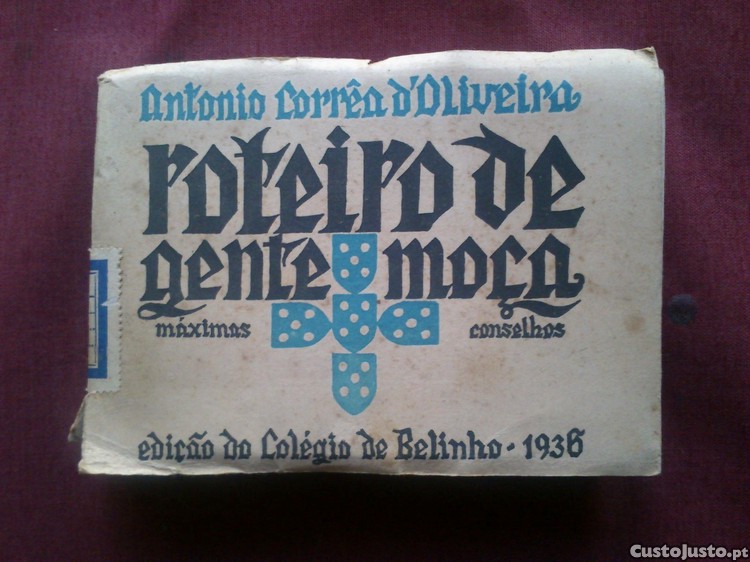 Antonio Corrêa d'Oliveira
roteiro de
gente moça
máximas conselhos
edição do Colégio de Belinho · 1936
CustoJusto.pt